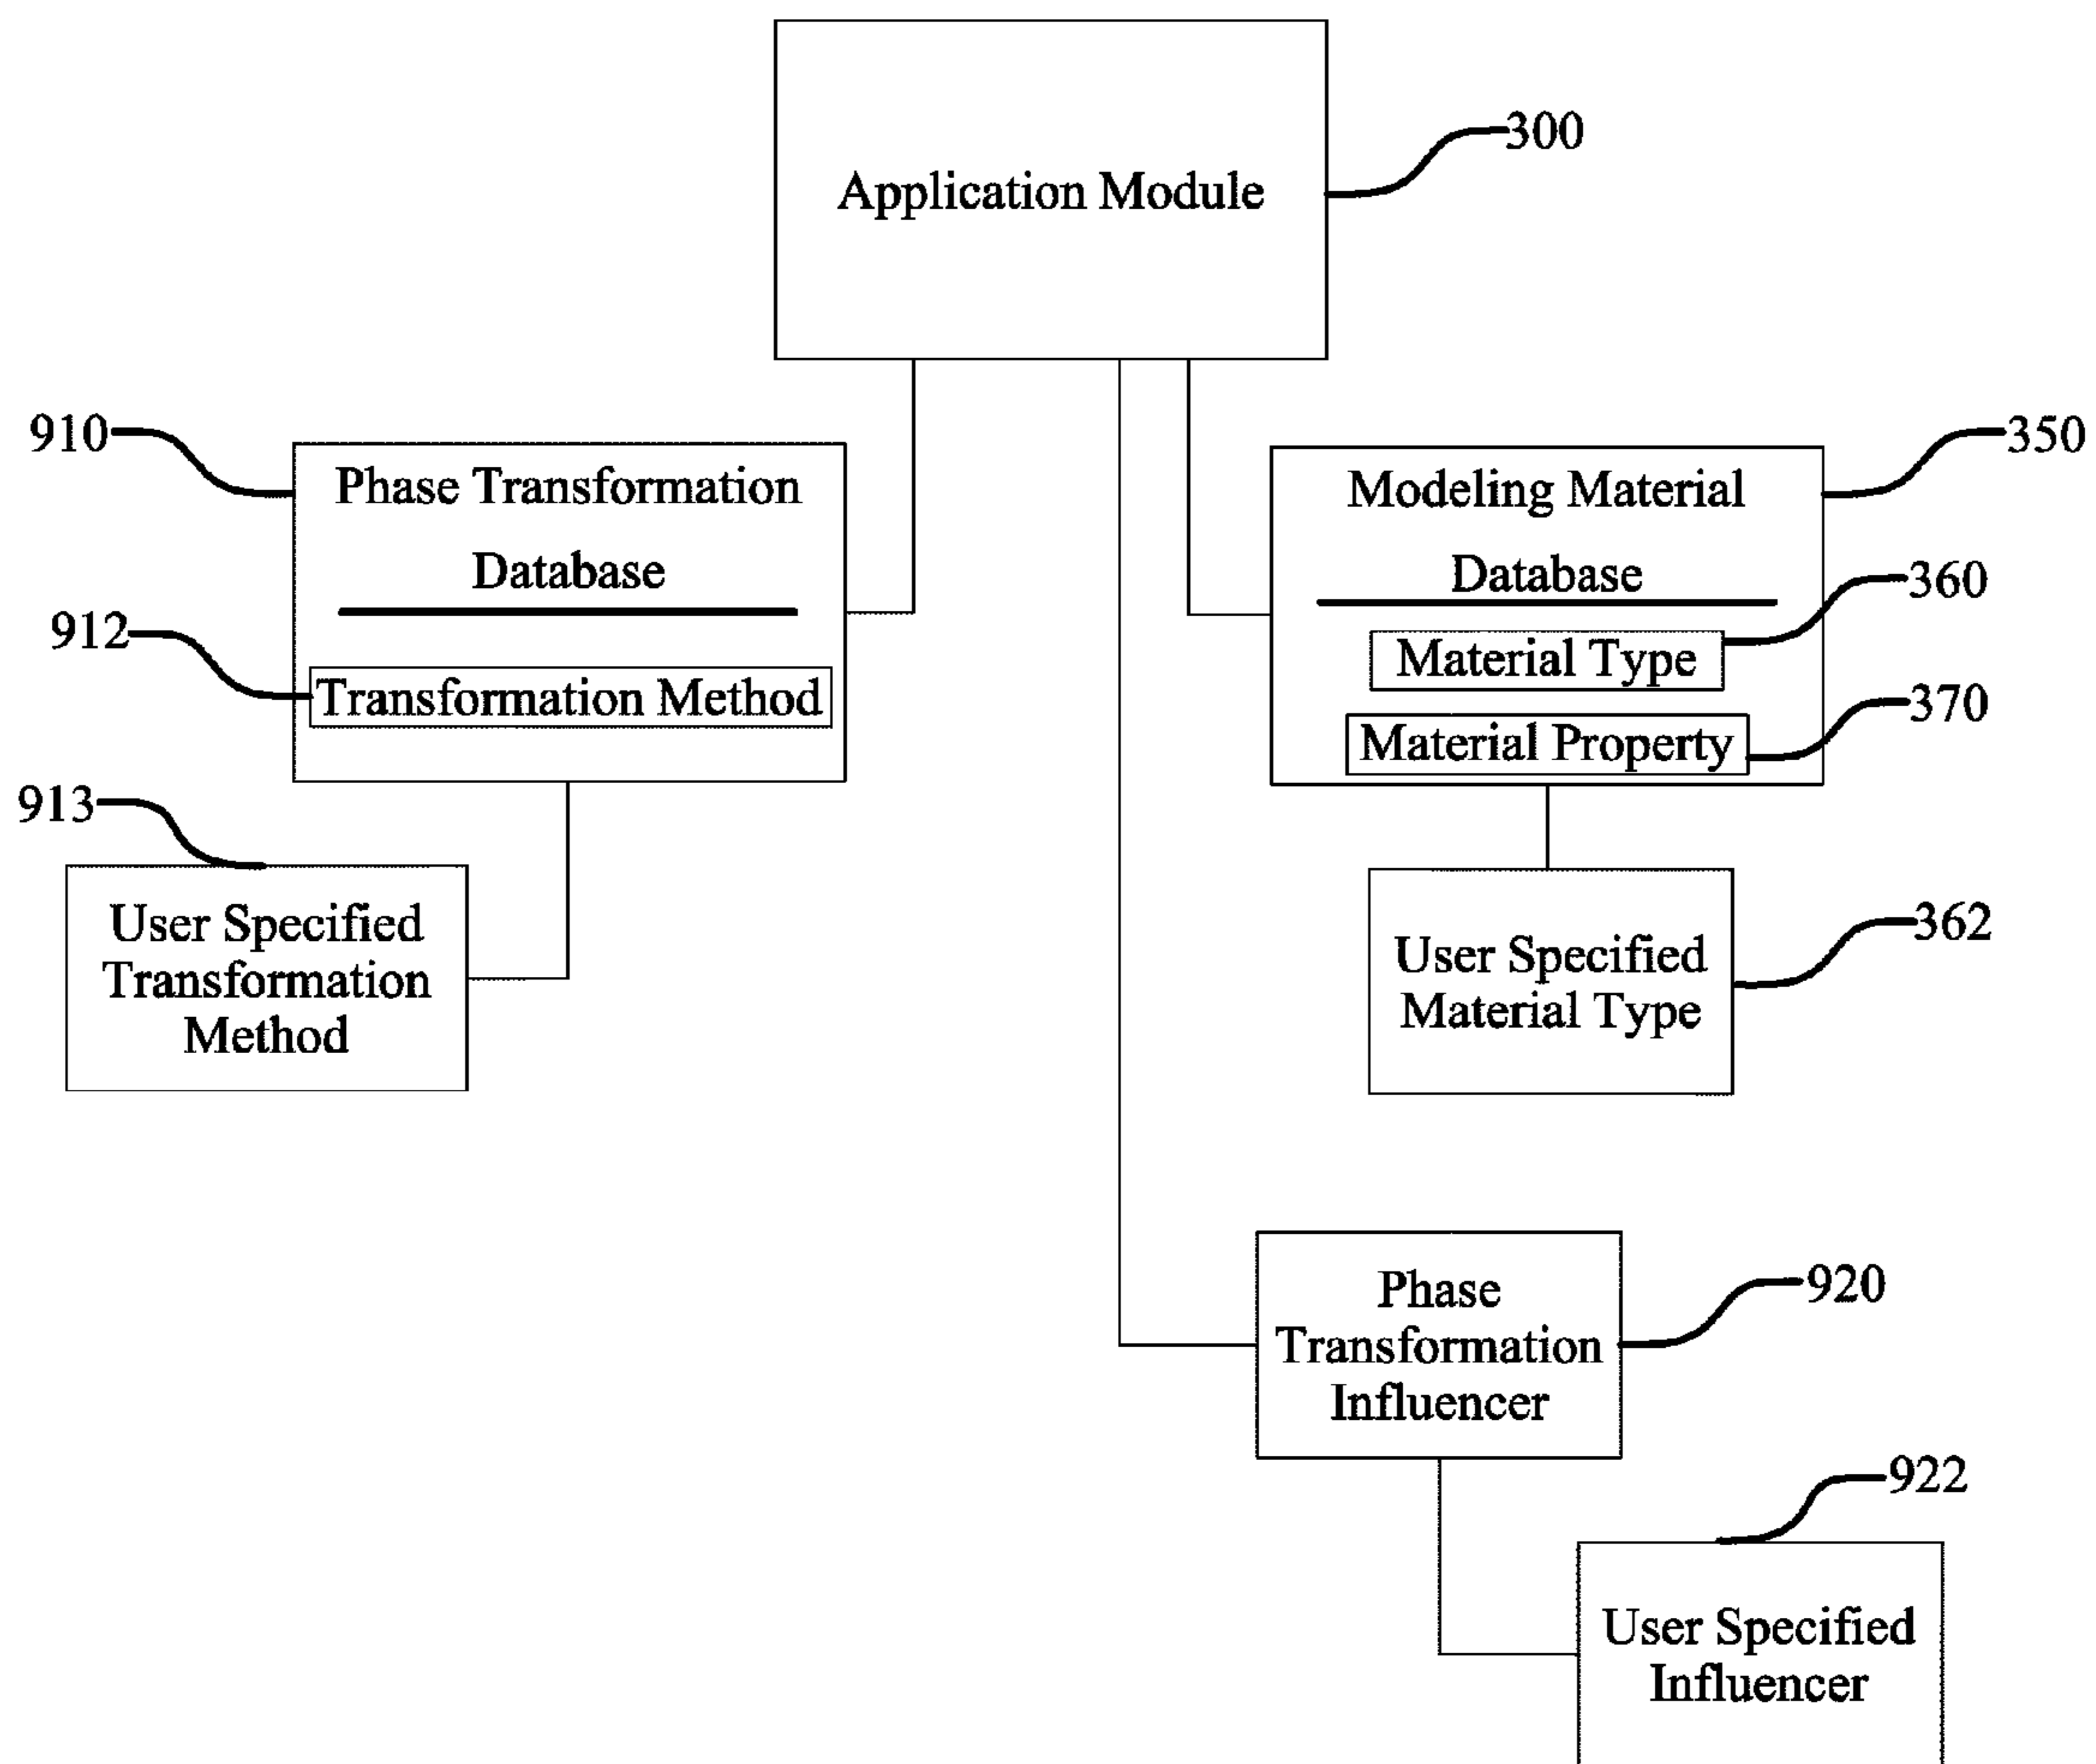 Application Module
300
910
Phase Transformation
Database
912
Transformation Method
913
User Specified
Transformation
Method
350
Modeling Material
Database
360
Material Type
370
Material Property
362
User Specified
Material Type
920
Phase
Transformation
Influencer
922
User Specified
Influencer